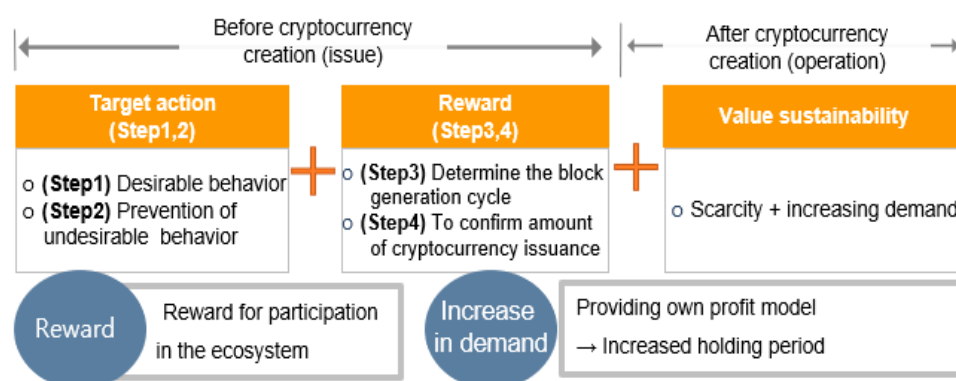 Before cryptocurrency
creation (issue)
After cryptocurrency
creation (operation)
Target action
(Step1,2)
o (Step1) Desirable behavior
o (Step2) Prevention of
undesirable behavior
Reward
(Step3,4)
o (Step3) Determine the block
generation cycle
o (Step4) To confirm amount
of cryptocurrency issuance
Value sustainability
o Scarcity + increasing demand
Reward
Reward for participation
in the ecosystem
Increase
in demand
Providing own profit model
→ Increased holding period